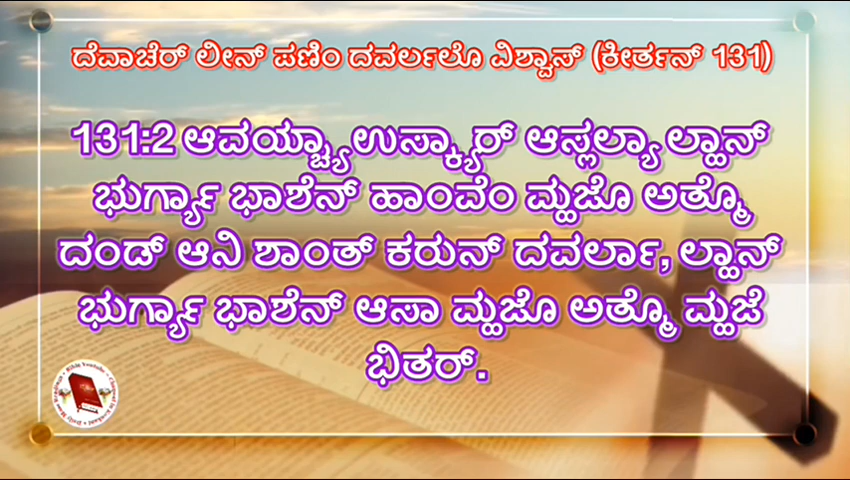 ದೆವಾಚೆರ್ ಲೀನ್ ಪಣಿಂ ದವರ್ಲಲೊ ವಿಶ್ವಾಸ್ (ಕೀರ್ತನ್ 131)
131:2 ಆವಯ್ಚ್ಯಾ ಉಸ್ಕ್ಯಾರ್ ಆಸ್ಲಲ್ಯಾ ಲ್ಹಾನ್
ಭುರ್ಗ್ಯಾ ಭಾಶೆನ್ ಹಾಂವೆಂ ಮ್ಹಜೊ ಅತ್ಮೊ
ದಂಡ್ ಆನಿ ಶಾಂತ್ ಕರುನ್ ದವರ್ಲಾ, ಲ್ಹಾನ್
ಭುರ್ಗ್ಯಾ ಭಾಶೆನ್ ಆಸಾ ಮ್ಹಜೊ ಅತ್ಮೊ ಮ್ಹಜೆ
ಭಿತರ್.